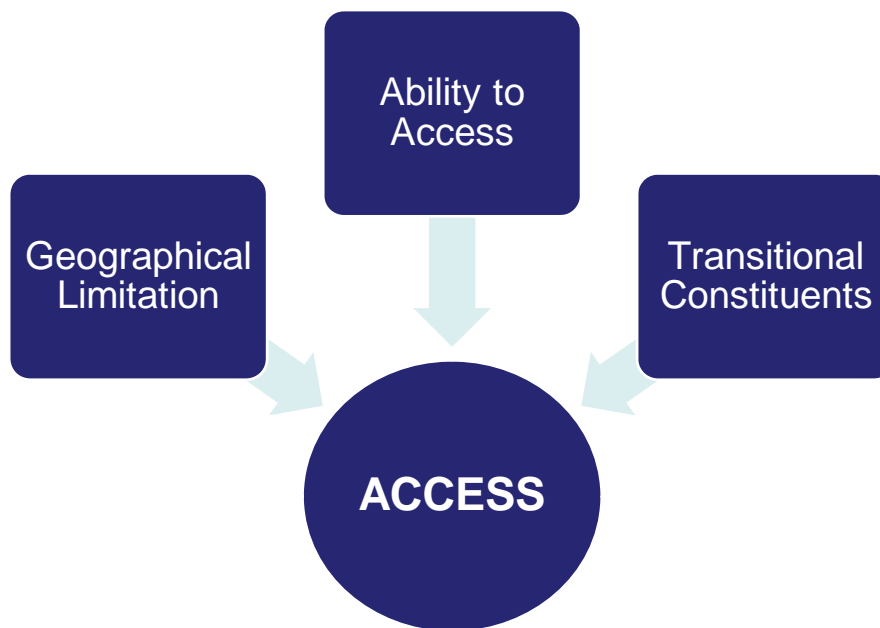 Ability to
Access
Geographical
Limitation
Transitional
Constituents
ACCESS